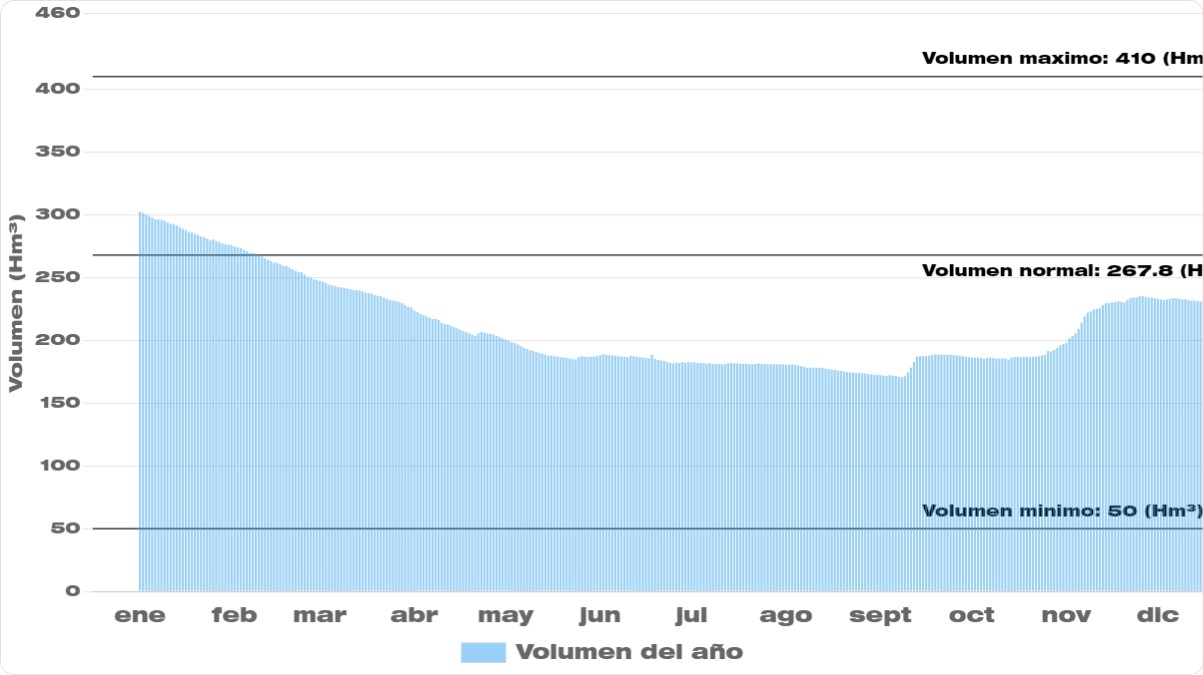 460
Volumen maximo: 410 (Hm
400
350
300
Volumen normal: 267.8 (H
250
200
150
100
Volumen minimo: 50 (Hm³)
50
0
Volumen (Hm³)
ene feb mar abr may jun jul ago sept oct nov dic
Volumen del año